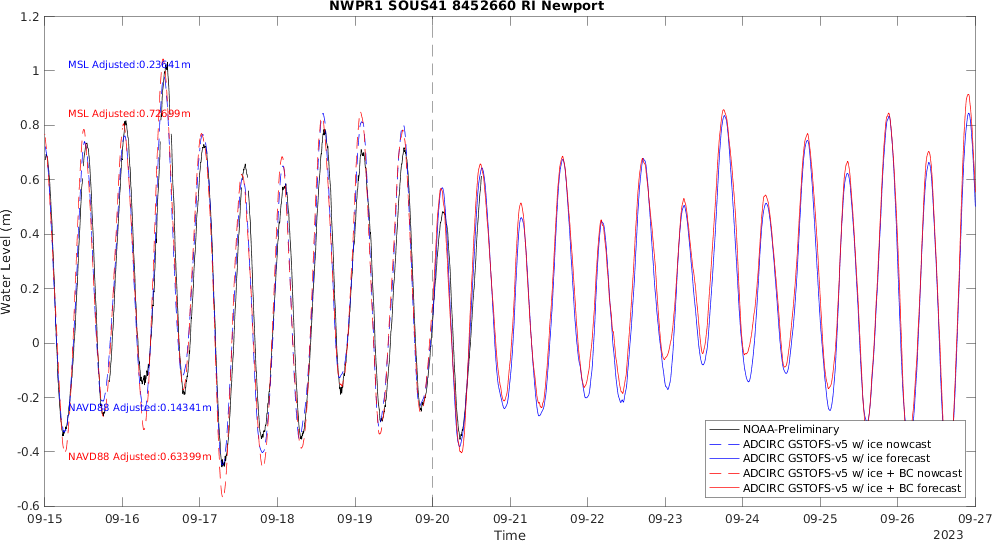 NWPR1 SOUS41 8452660 RI Newport
1.2
1
0.8
0.6
0.4
0.2
0
-0.2
-0.4
-0.6
Water Level (m)
MSL Adjusted:0.23641m
MSL Adjusted:0.72699m
NAVD88 Adjusted:0.14341m
NAVD88 Adjusted:0.63399m
NOAA-Preliminary
ADCIRC GSTOFS-v5 w/ ice nowcast
ADCIRC GSTOFS-v5 w/ ice forecast
ADCIRC GSTOFS-v5 w/ ice + BC nowcast
ADCIRC GSTOFS-v5 w/ ice + BC forecast
09-15 09-16 09-17 09-18 09-19 09-20 09-21 09-22 09-23 09-24 09-25 09-26 09-27
Time
2023